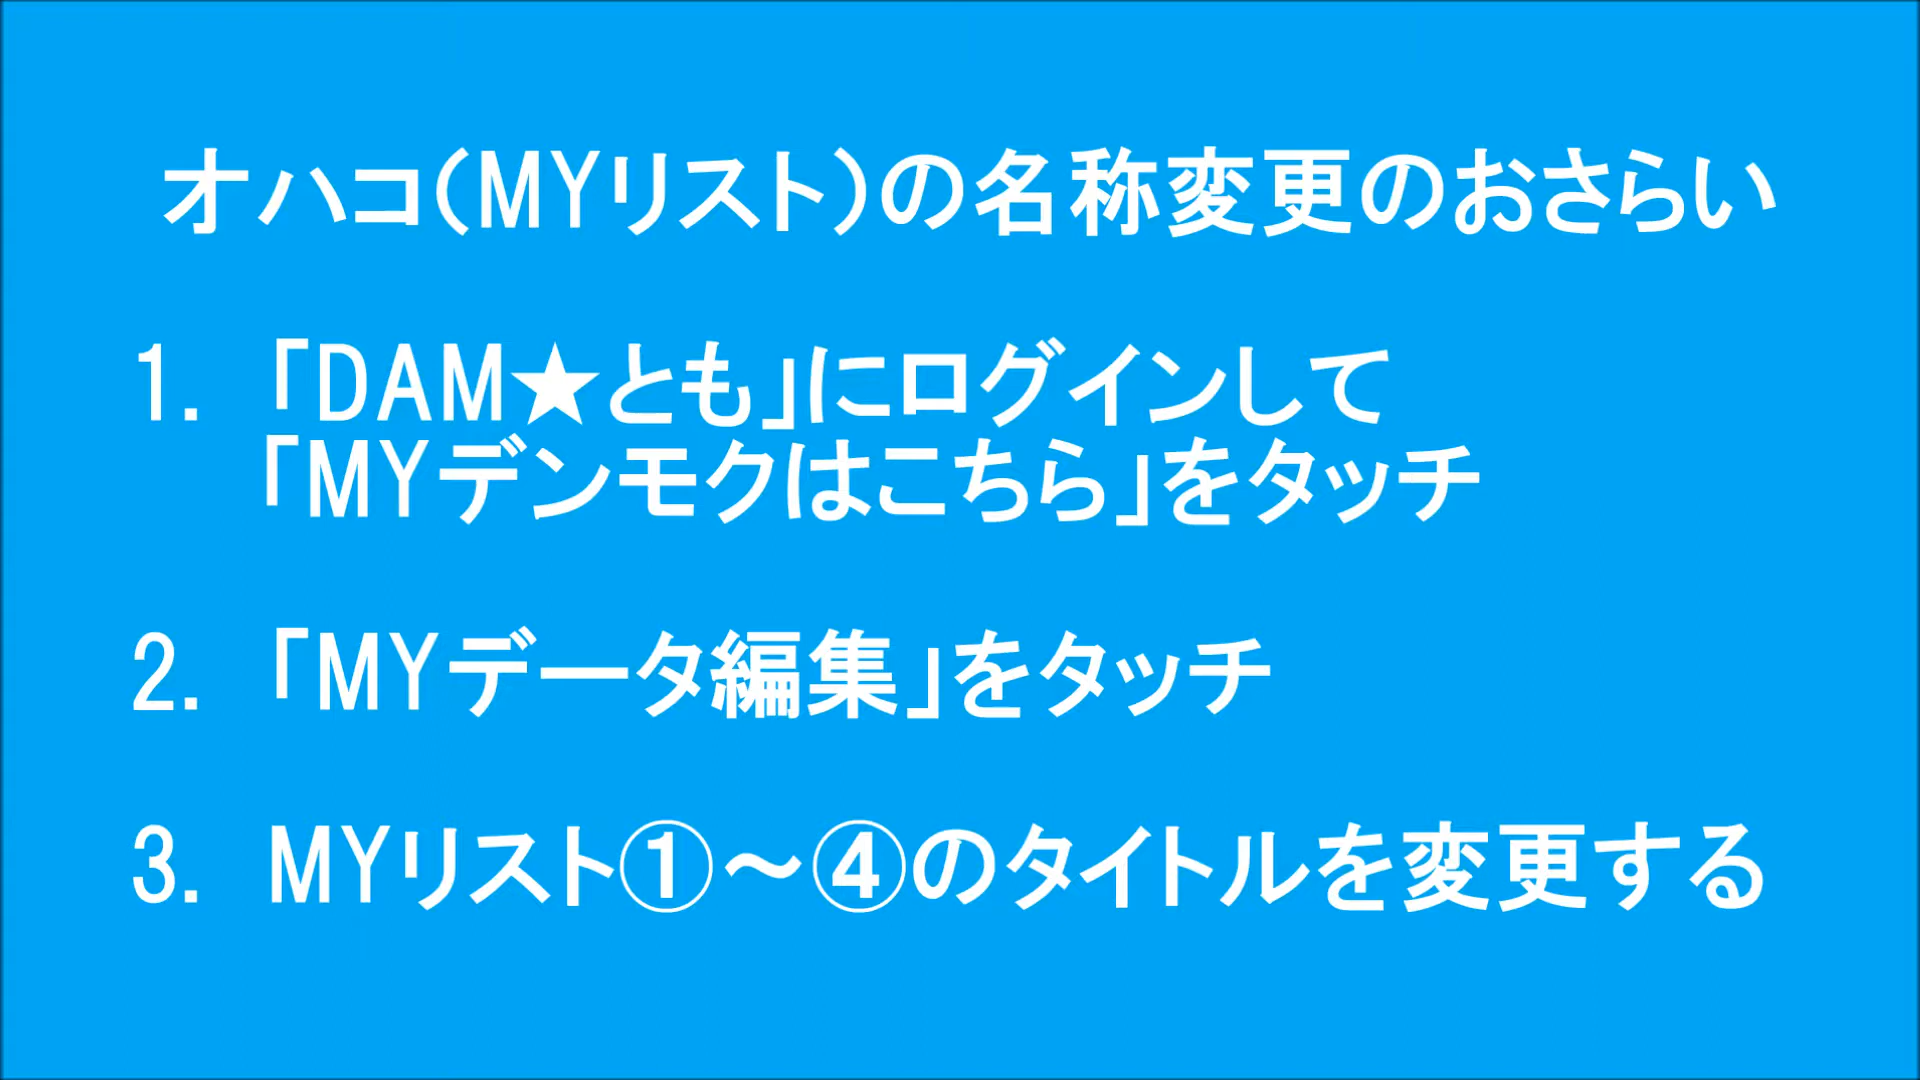 オハコ（MYリスト）の名称変更のおさらい
1. 「DAM★とも」にログインして
「MYデンモクはこちら」をタッチ
2. 「MYデータ編集」をタッチ
3. MYリスト①～④のタイトルを変更する